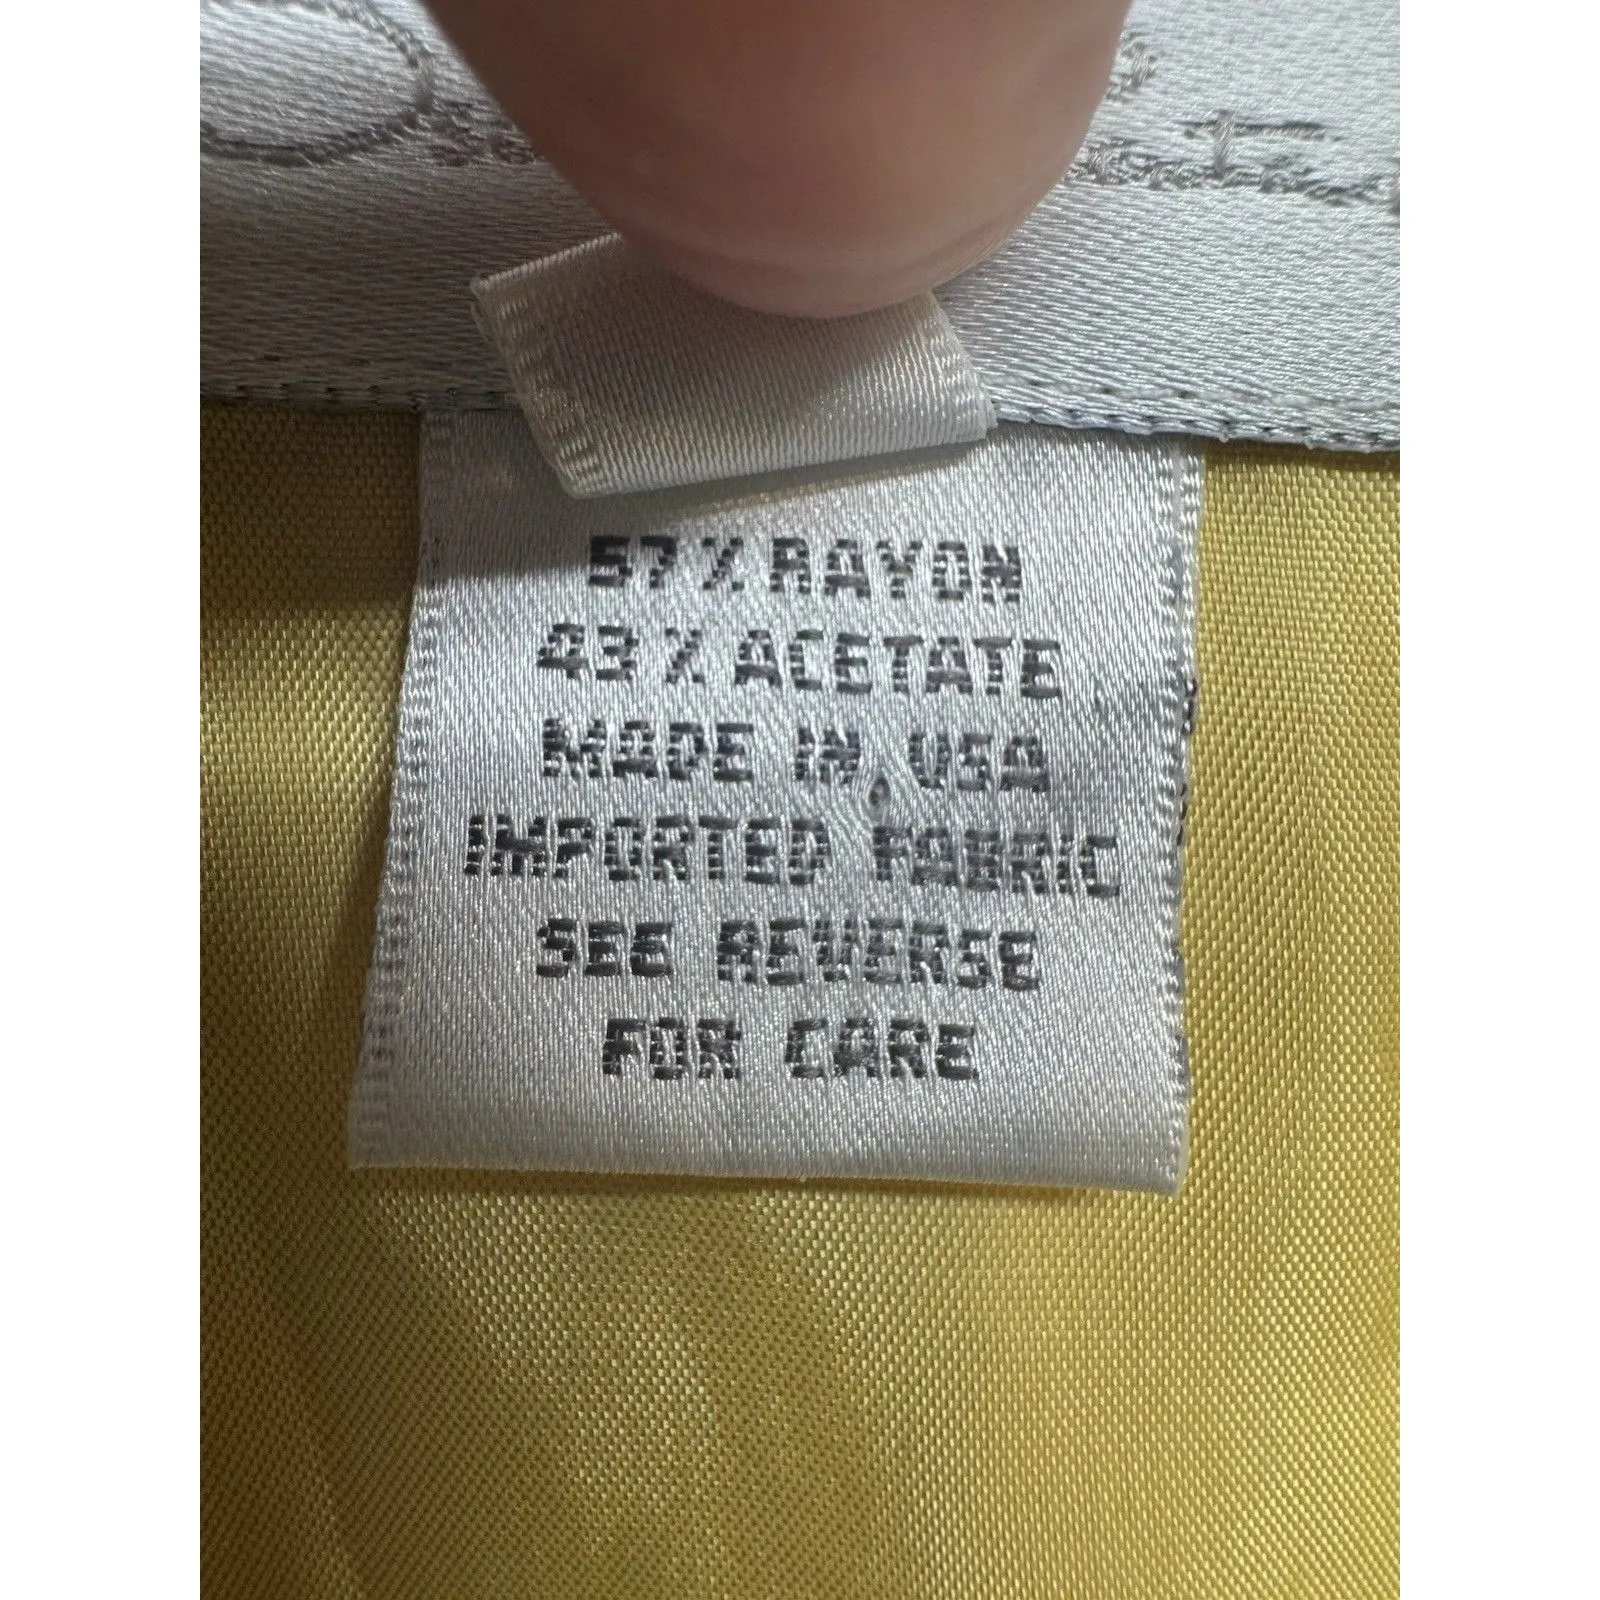 57% RAYON
43% ACETATE
MADE IN USA
IMPORTED FABRIC
SEE REVERSE
FOR CARE